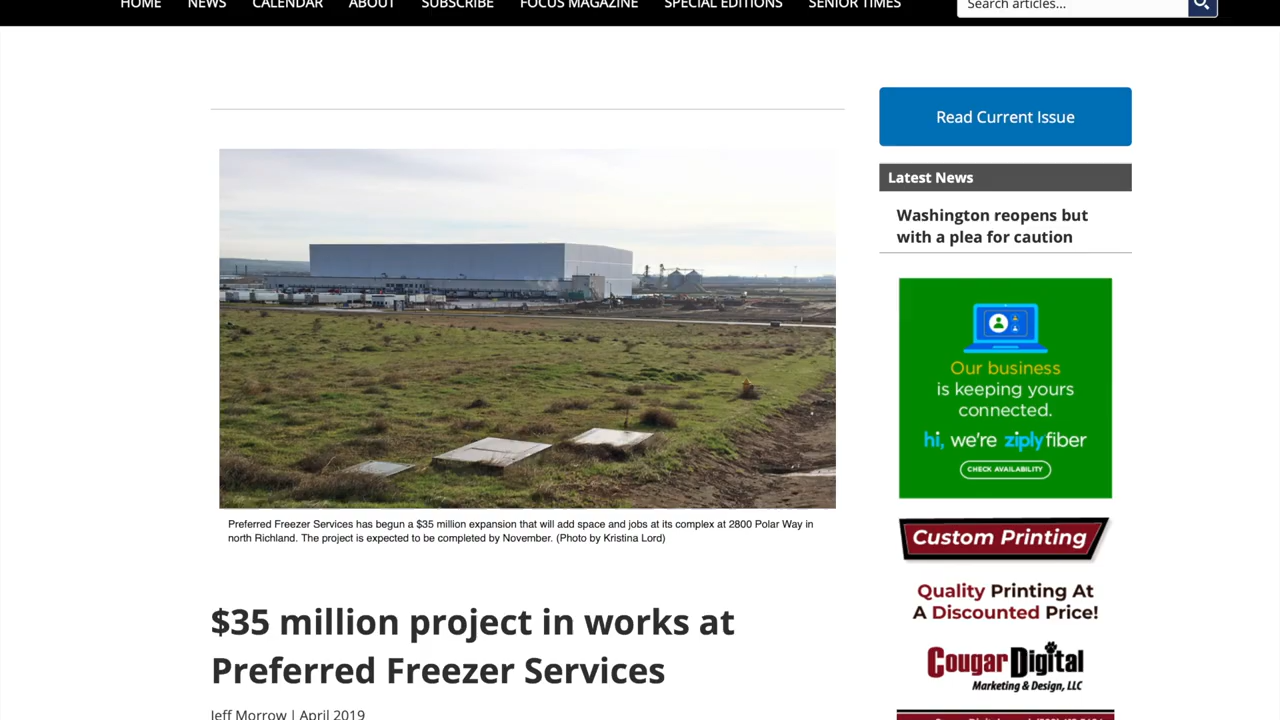 HOME NEWS CALENDAR ABOUT SUBSCRIBE FOCUS MAGAZINE SPECIAL EDITIONS SENIOR TIMES
Search articles...
Read Current Issue
Latest News
Washington reopens but
with a plea for caution
Preferred Freezer Services has begun a $35 million expansion that will add space and jobs at its complex at 2800 Polar Way in
north Richland. The project is expected to be completed by November. (Photo by Kristina Lord)
$35 million project in works at
Preferred Freezer Services
Jeff Morrow | April 2019
Our business
is keeping yours
connected.
hi, we're ziply fiber
CHECK AVAILABILITY
Custom Printing
Quality Printing At
A Discounted Price!
CougarDigital
Marketing & Design, LLC